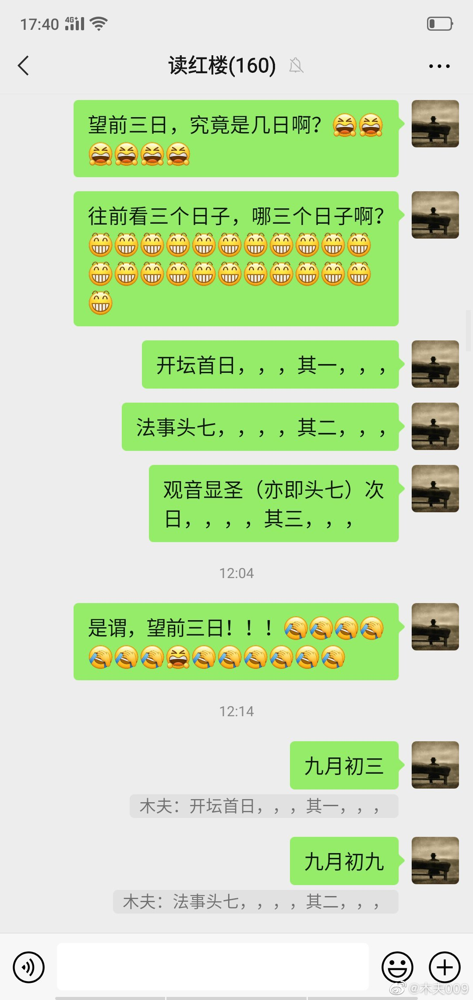 17:40 4G+
读红楼(160)
望前三日，究竟是几日啊？
往前看三个日子，哪三个日子啊？
开坛首日，，，其一，，，
法事头七，，，，其二，，，
观音显圣（亦即头七）次
日，，，，其三，，，
12:04
是谓，望前三日！！！
12:14
九月初三
木夫：开坛首日，，，其一，，，
九月初九
木夫：法事头七，，，，其二，，，
@木夫009